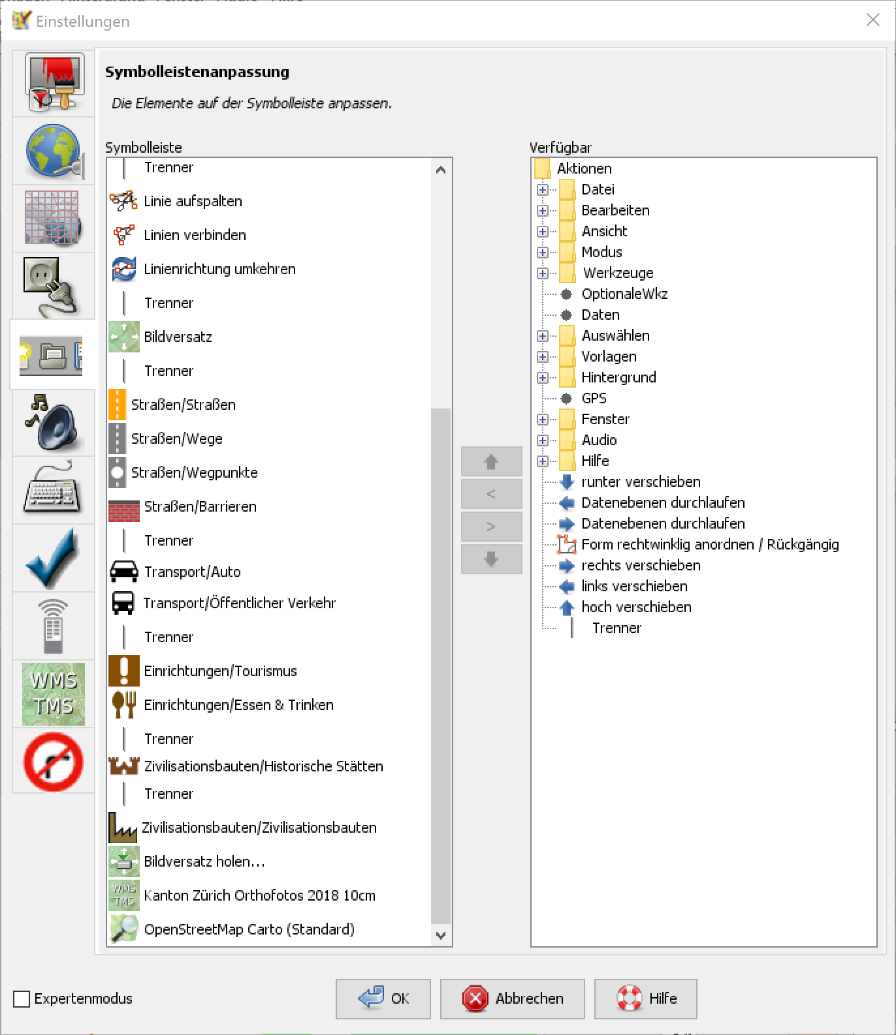 Einstellungen
Symbolleistenanpassung
Die Elemente auf der Symbolleiste anpassen.
Symbolleiste
Trenner
Linie aufspalten
Linien verbinden
Linienrichtung umkehren
Trenner
Bildversatz
Trenner
Straßen/Straßen
Straßen/Wege
Straßen/Wegpunkte
Straßen/Barrieren
Trenner
Transport/Auto
Transport/Öffentlicher Verkehr
Trenner
Einrichtungen/Tourismus
Einrichtungen/Essen & Trinken
Trenner
Zivilisationsbauten/Historische Stätten
Trenner
Zivilisationsbauten/Zivilisationsbauten
Bildversatz holen...
WMS
TMS
Kanton Zürich Orthofotos 2018 10cm
OpenStreetMap Carto (Standard)
<
>
Verfügbar
Aktionen
Datei
Bearbeiten
Ansicht
Modus
Werkzeuge
OptionaleWkz
Daten
Auswählen
Vorlagen
Hintergrund
GPS
Fenster
Audio
Hilfe
runter verschieben
Datenebenen durchlaufen
Datenebenen durchlaufen
Form rechtwinklig anordnen / Rückgängig
rechts verschieben
links verschieben
hoch verschieben
Trenner
WMS
TMS
Expertenmodus
OK
Abbrechen
Hilfe